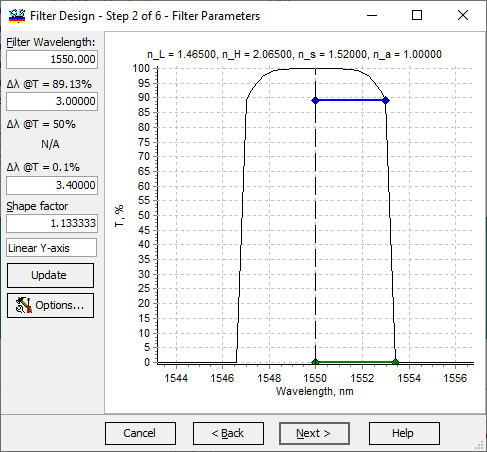 Filter Design - Step 2 of 6 - Filter Parameters
Filter Wavelength:
1550.000
Δλ @T = 89.13%
3.00000
Δλ @T = 50%
N/A
Δλ @T = 0.1%
3.40000
Shape factor
1.133333
Linear Y-axis
Update
Options...
n_L = 1.46500, n_H = 2.06500, n_s = 1.52000, n_a = 1.00000
T, %
100
95
90
85
80
75
70
65
60
55
50
45
40
35
30
25
20
15
10
5
0
1544 1546 1548 1550 1552 1554 1556
Wavelength, nm
Cancel
< Back
Next >
Help